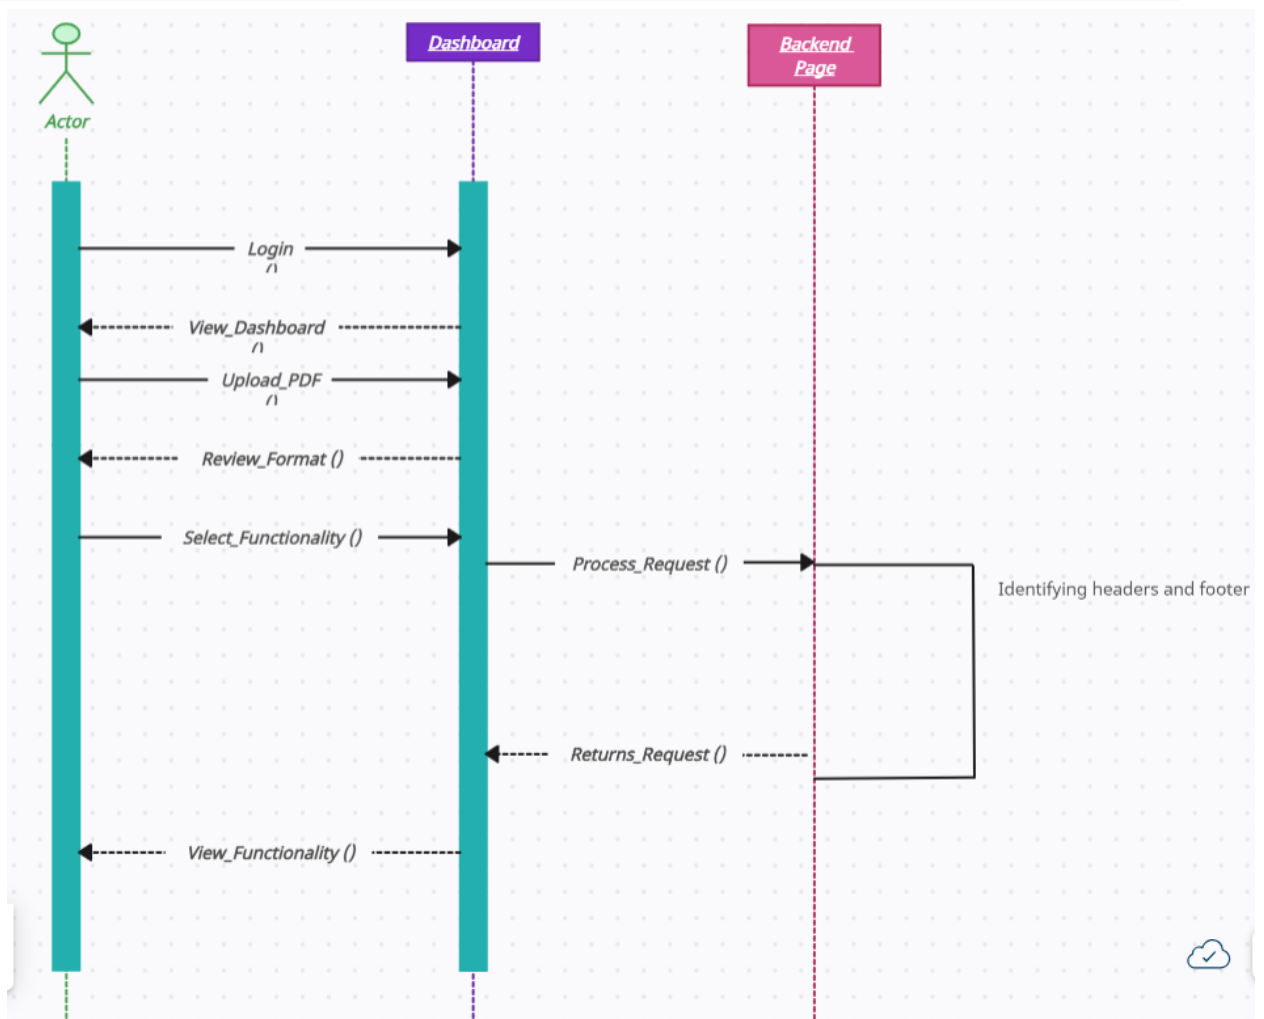 Dashboard
Backend
Page
Actor
Login
()
View_Dashboard
()
Upload_PDF
()
Review_Format ()
Select_Functionality ()
Process_Request ()
Identifying headers and footer
Returns_Request ()
View_Functionality ()